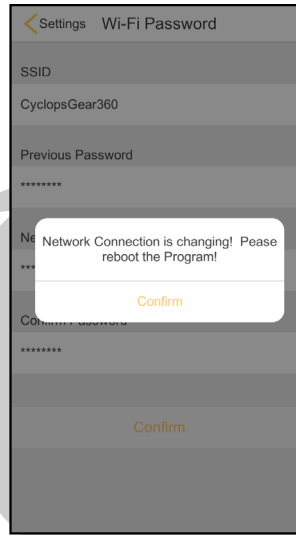 Settings Wi-Fi Password
SSID
CyclopsGear360
Previous Password
********
Network Connection is changing! Pease
reboot the Program!
Confirm
********
Confirm